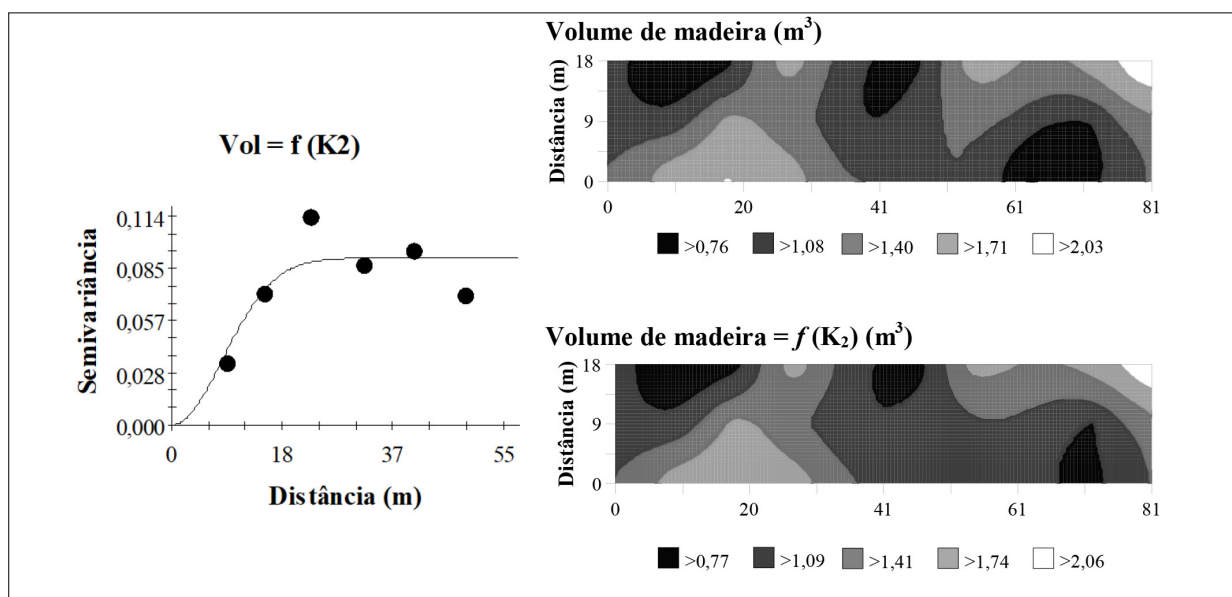 Vol = f (K2)
Semivariância
0,114
0,085
0,057
0,028
0,000
0 18 37 55
Distância (m)
Volume de madeira (m³)
Distância (m)
18
9
0
0 20 41 61 81
>0,76 >1,08 >1,40 >1,71 >2,03
Volume de madeira = f (K₂) (m³)
Distância (m)
18
9
0
0 20 41 61 81
>0,77 >1,09 >1,41 >1,74 >2,06